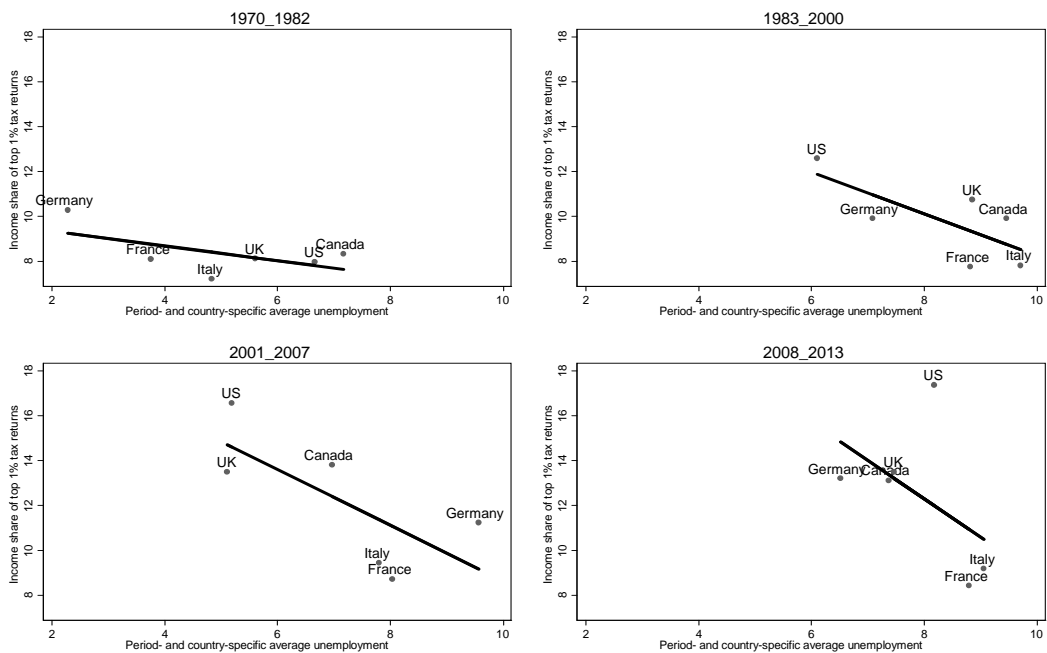 1970_1982
Income share of top 1% tax returns
18
16
14
12
10
8
Germany
France
Italy
UK
US
Canada
2
4
6
8
10
Period- and country-specific average unemployment
1983_2000
Income share of top 1% tax returns
18
16
14
12
10
8
US
Germany
UK
Canada
France
Italy
2
4
6
8
10
Period- and country-specific average unemployment
2001_2007
Income share of top 1% tax returns
18
16
14
12
10
8
US
UK
Canada
Germany
Italy
France
2
4
6
8
10
Period- and country-specific average unemployment
2008_2013
Income share of top 1% tax returns
18
16
14
12
10
8
US
UK
Germany
Canada
Italy
France
2
4
6
8
10
Period- and country-specific average unemployment